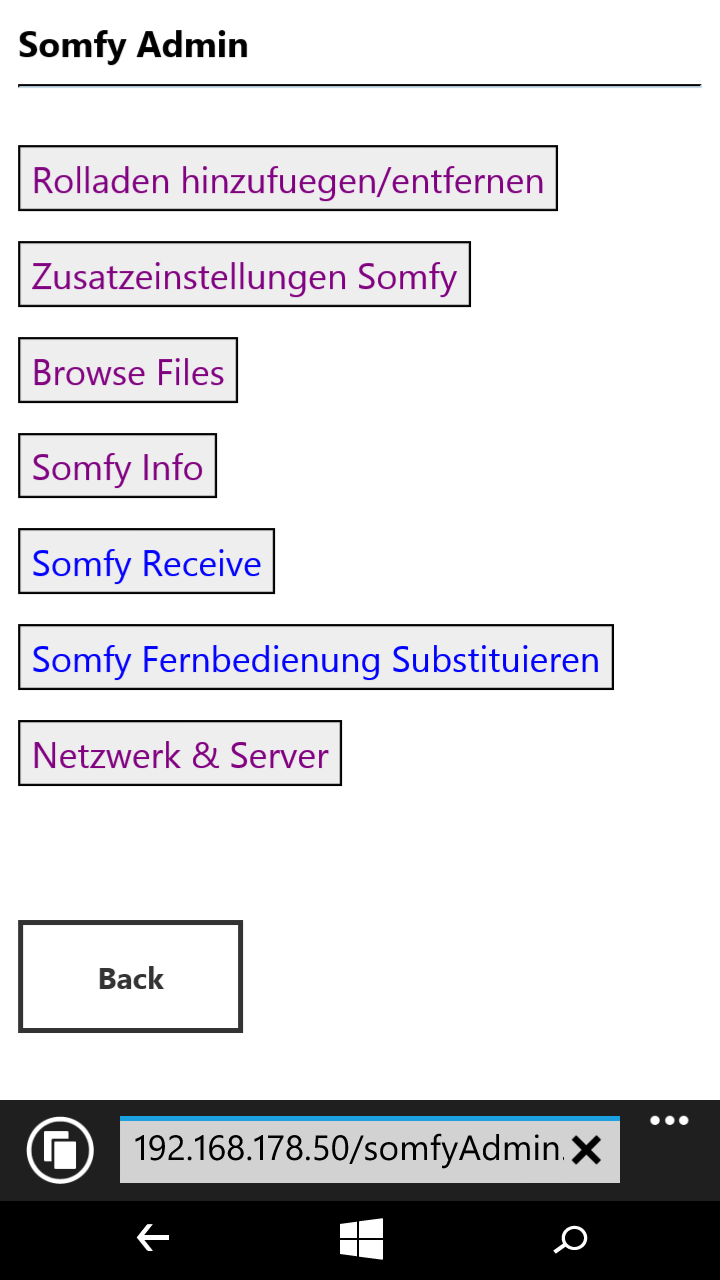 Somfy Admin
Rolladen hinzufuegen/entfernen
Zusatzeinstellungen Somfy
Browse Files
Somfy Info
Somfy Receive
Somfy Fernbedienung Substituieren
Netzwerk & Server
Back
192.168.178.50/somfyAdmin.